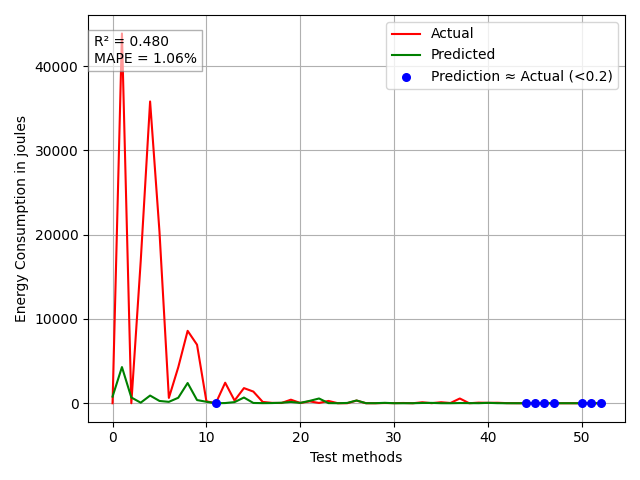 R² = 0.480
MAPE = 1.06%
Actual
Predicted
Prediction ≈ Actual (<0.2)
Energy Consumption in joules
40000
30000
20000
10000
0
0 10 20 30 40 50
Test methods